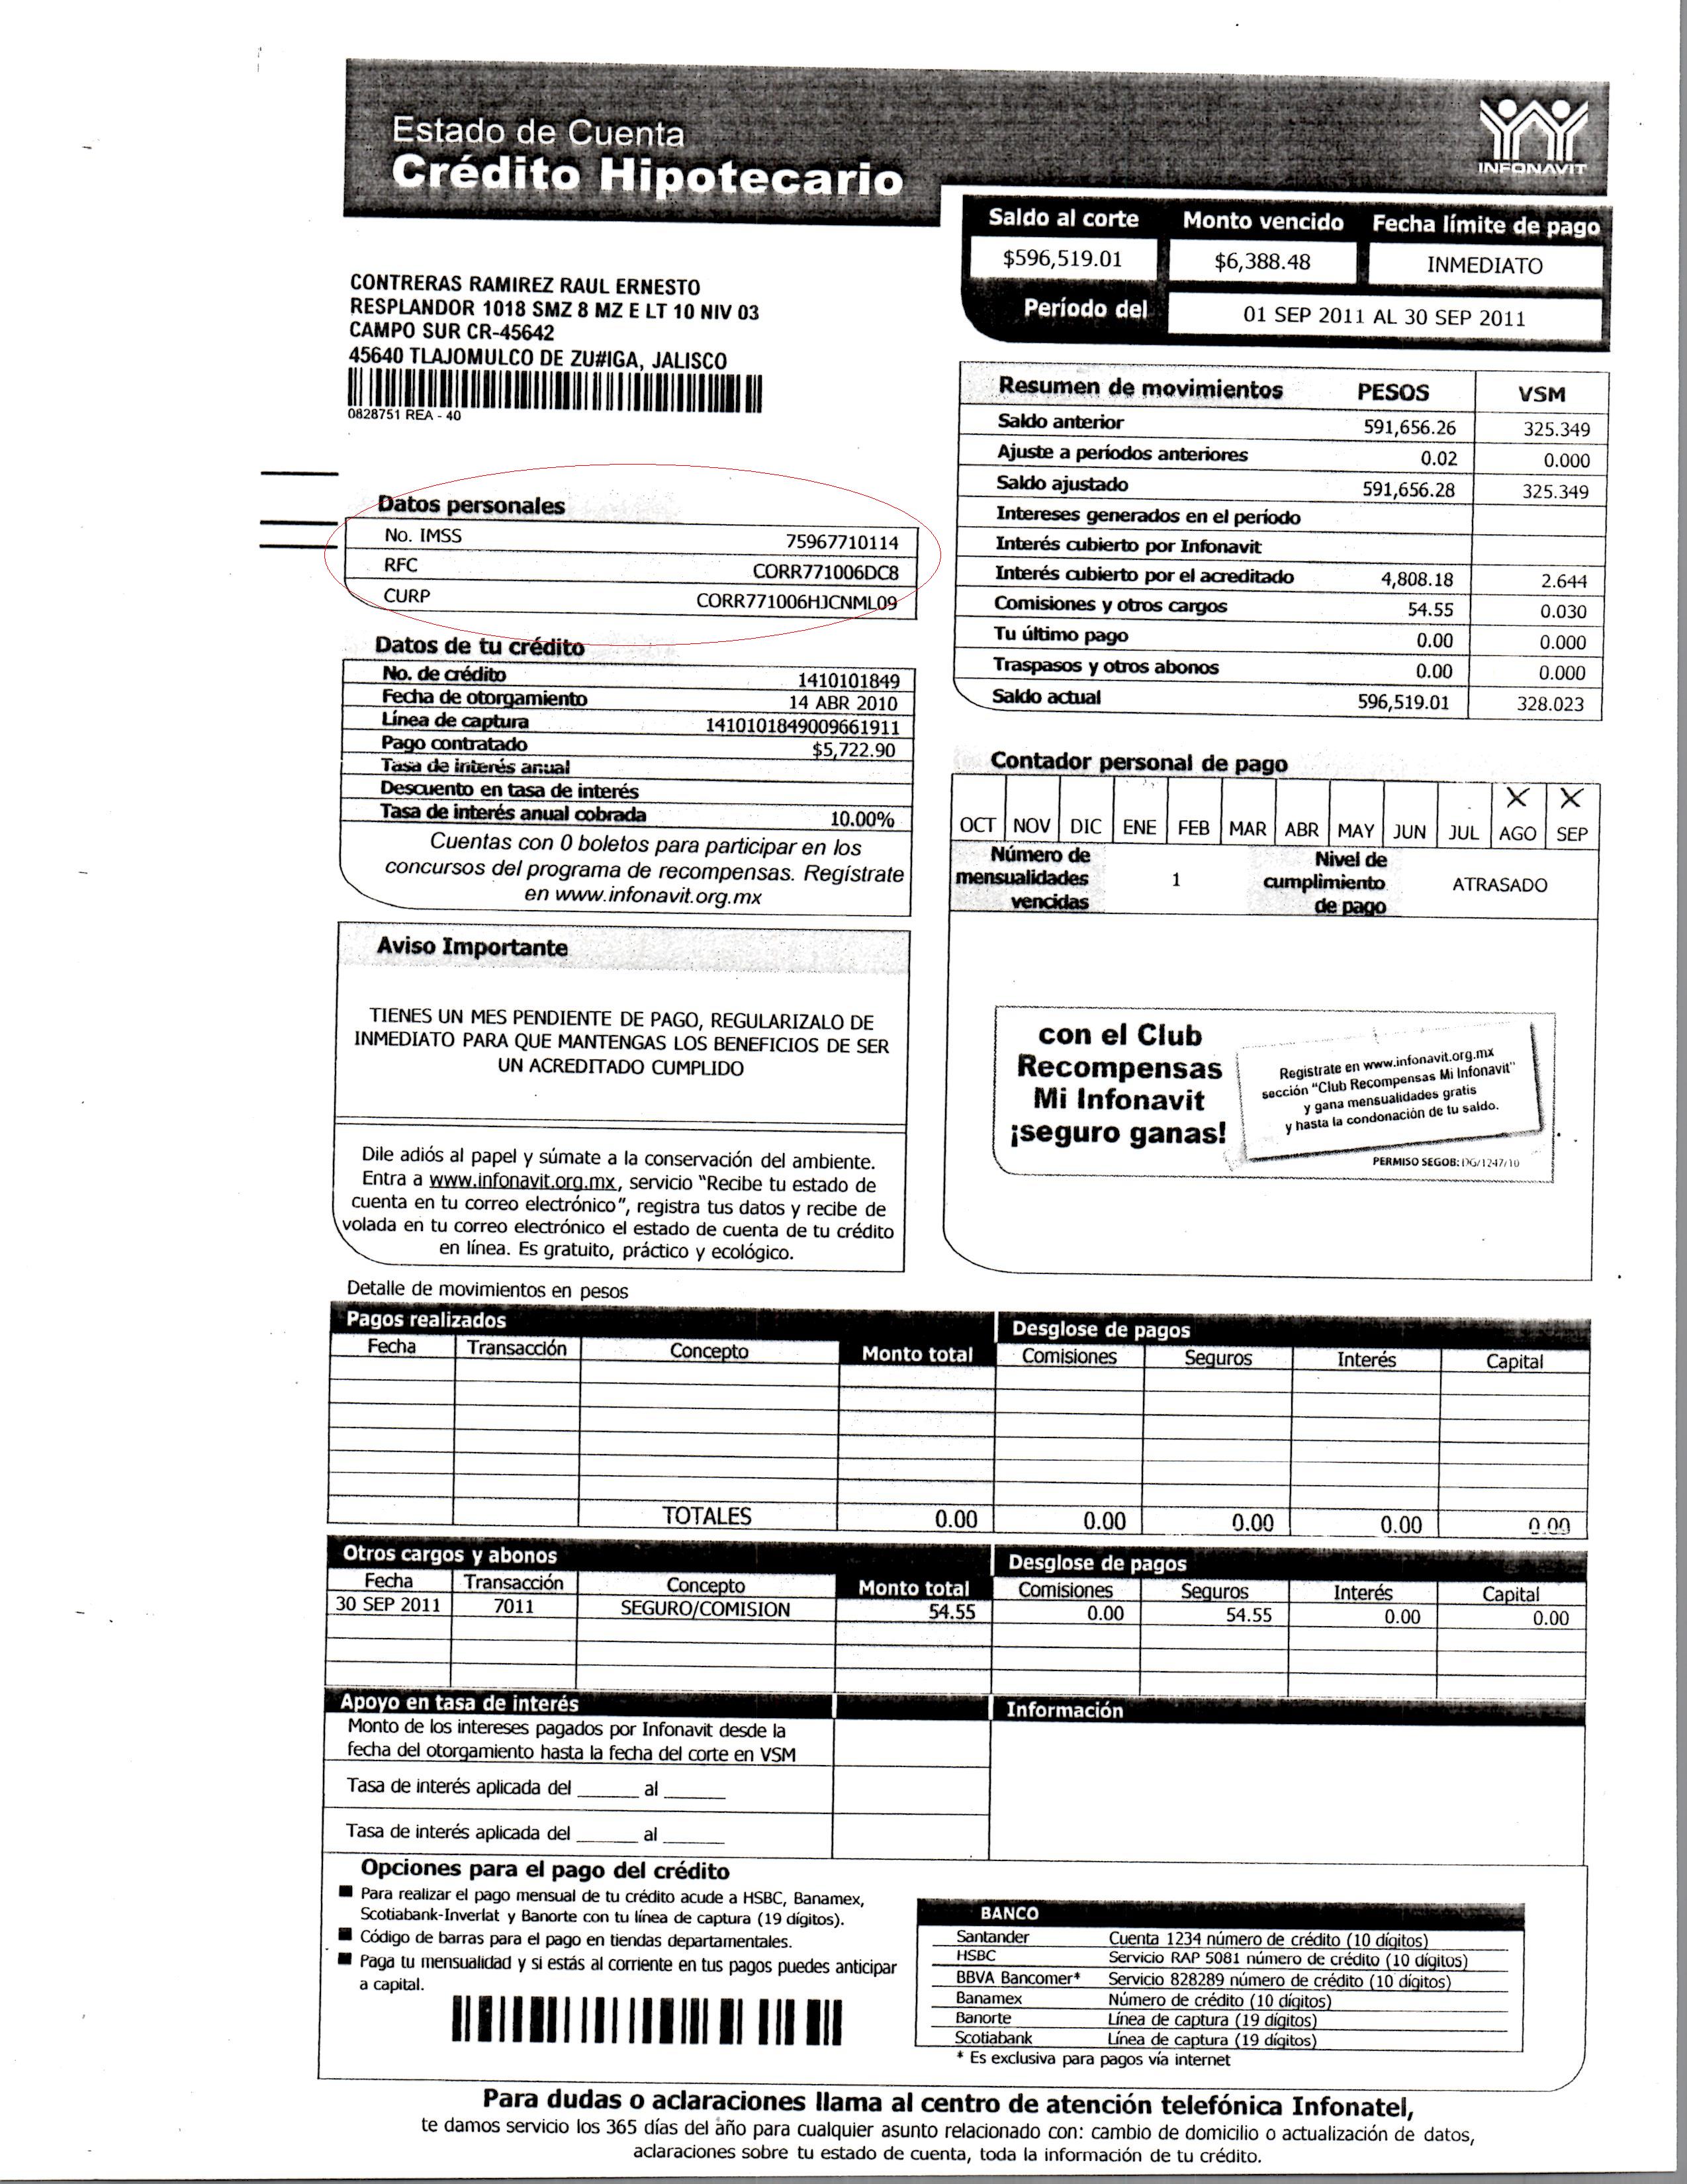 Estado de Cuenta
Crédito Hipotecario
INFONAVIT
Saldo al corte Monto vencido Fecha límite de pago
$596,519.01 $6,388.48 INMEDIATO
Período del 01 SEP 2011 AL 30 SEP 2011
CONTRERAS RAMIREZ RAUL ERNESTO
RESPLANDOR 1018 SMZ 8 MZ E LT 10 NIV 03
CAMPO SUR CR-45642
45640 TLAJOMULCO DE ZU#IGA, JALISCO
0828751 REA - 40
Datos personales
No. IMSS 75967710114
RFC CORR771006DC8
CURP CORR771006HJCNML09
Datos de tu crédito
No. de crédito 1410101849
Fecha de otorgamiento 14 ABR 2010
Línea de captura 1410101849009661911
Pago contratado $5,722.90
Tasa de interés anual
Descuento en tasa de interés
Tasa de interés anual cobrada 10.00%
Cuentas con 0 boletos para participar en los
concursos del programa de recompensas. Regístrate
en www.infonavit.org.mx
Resumen de movimientos PESOS VSM
Saldo anterior 591,656.26 325.349
Ajuste a períodos anteriores 0.02 0.000
Saldo ajustado 591,656.28 325.349
Intereses generados en el período
Interés cubierto por Infonavit
Interés cubierto por el acreditado 4,808.18 2.644
Comisiones y otros cargos 54.55 0.030
Tu último pago 0.00 0.000
Traspasos y otros abonos 0.00 0.000
Saldo actual 596,519.01 328.023
Contador personal de pago
X X
OCT NOV DIC ENE FEB MAR ABR MAY JUN JUL AGO SEP
Número de mensualidades vencidas 1 Nivel de cumplimiento de pago ATRASADO
Aviso Importante
TIENES UN MES PENDIENTE DE PAGO, REGULARIZALO DE
INMEDIATO PARA QUE MANTENGAS LOS BENEFICIOS DE SER
UN ACREDITADO CUMPLIDO
Dile adiós al papel y súmate a la conservación del ambiente.
Entra a www.infonavit.org.mx, servicio "Recibe tu estado de
cuenta en tu correo electrónico", registra tus datos y recibe de
volada en tu correo electrónico el estado de cuenta de tu crédito
en línea. Es gratuito, práctico y ecológico.
con el Club
Recompensas
Mi Infonavit
¡seguro ganas!
Regístrate en www.infonavit.org.mx
sección "Club Recompensas Mi Infonavit"
y gana mensualidades gratis
y hasta la condonación de tu saldo.
PERMISO SEGOB: DG/1247/10
Detalle de movimientos en pesos
Pagos realizados Desglose de pagos
Fecha Transacción Concepto Monto total Comisiones Seguros Interés Capital
TOTALES 0.00 0.00 0.00 0.00 0.00
Otros cargos y abonos Desglose de pagos
Fecha Transacción Concepto Monto total Comisiones Seguros Interés Capital
30 SEP 2011 7011 SEGURO/COMISION 54.55 0.00 54.55 0.00 0.00
Apoyo en tasa de interés Información
Monto de los intereses pagados por Infonavit desde la
fecha del otorgamiento hasta la fecha del corte en VSM
Tasa de interés aplicada del ______ al ______
Tasa de interés aplicada del ______ al ______
Opciones para el pago del crédito
Para realizar el pago mensual de tu crédito acude a HSBC, Banamex,
Scotiabank-Inverlat y Banorte con tu línea de captura (19 dígitos).
Código de barras para el pago en tiendas departamentales.
Paga tu mensualidad y si estás al corriente en tus pagos puedes anticipar
a capital.
BANCO
Santander Cuenta 1234 número de crédito (10 dígitos)
HSBC Servicio RAP 5081 número de crédito (10 dígitos)
BBVA Bancomer* Servicio 828289 número de crédito (10 dígitos)
Banamex Número de crédito (10 dígitos)
Banorte Línea de captura (19 dígitos)
Scotiabank Línea de captura (19 dígitos)
* Es exclusiva para pagos vía internet
Para dudas o aclaraciones llama al centro de atención telefónica Infonatel,
te damos servicio los 365 días del año para cualquier asunto relacionado con: cambio de domicilio o actualización de datos,
aclaraciones sobre tu estado de cuenta, toda la información de tu crédito.